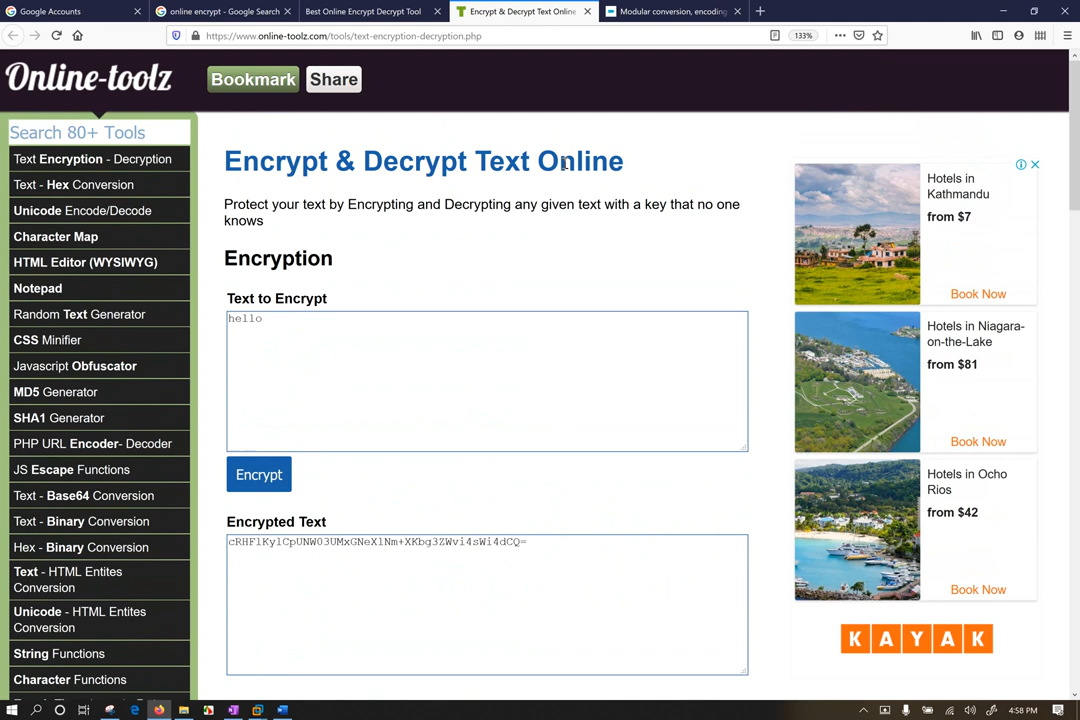 Google Accounts
online encrypt - Google Search
Best Online Encrypt Decrypt Tool
Encrypt & Decrypt Text Online
Modular conversion, encoding
https://www.online-toolz.com/tools/text-encryption-decryption.php
133%
Online-toolz
Bookmark
Share
Search 80+ Tools
Text Encryption - Decryption
Text - Hex Conversion
Unicode Encode/Decode
Character Map
HTML Editor (WYSIWYG)
Notepad
Random Text Generator
CSS Minifier
Javascript Obfuscator
MD5 Generator
SHA1 Generator
PHP URL Encoder- Decoder
JS Escape Functions
Text - Base64 Conversion
Text - Binary Conversion
Hex - Binary Conversion
Text - HTML Entites
Conversion
Unicode - HTML Entites
Conversion
String Functions
Character Functions
Encrypt & Decrypt Text Online
Protect your text by Encrypting and Decrypting any given text with a key that no one
knows
Encryption
Text to Encrypt
hello
Encrypt
Encrypted Text
Hotels in
Kathmandu
from $7
Book Now
Hotels in Niagara-
on-the-Lake
from $81
Book Now
Hotels in Ocho
Rios
from $42
Book Now
KAYAK
4:58 PM